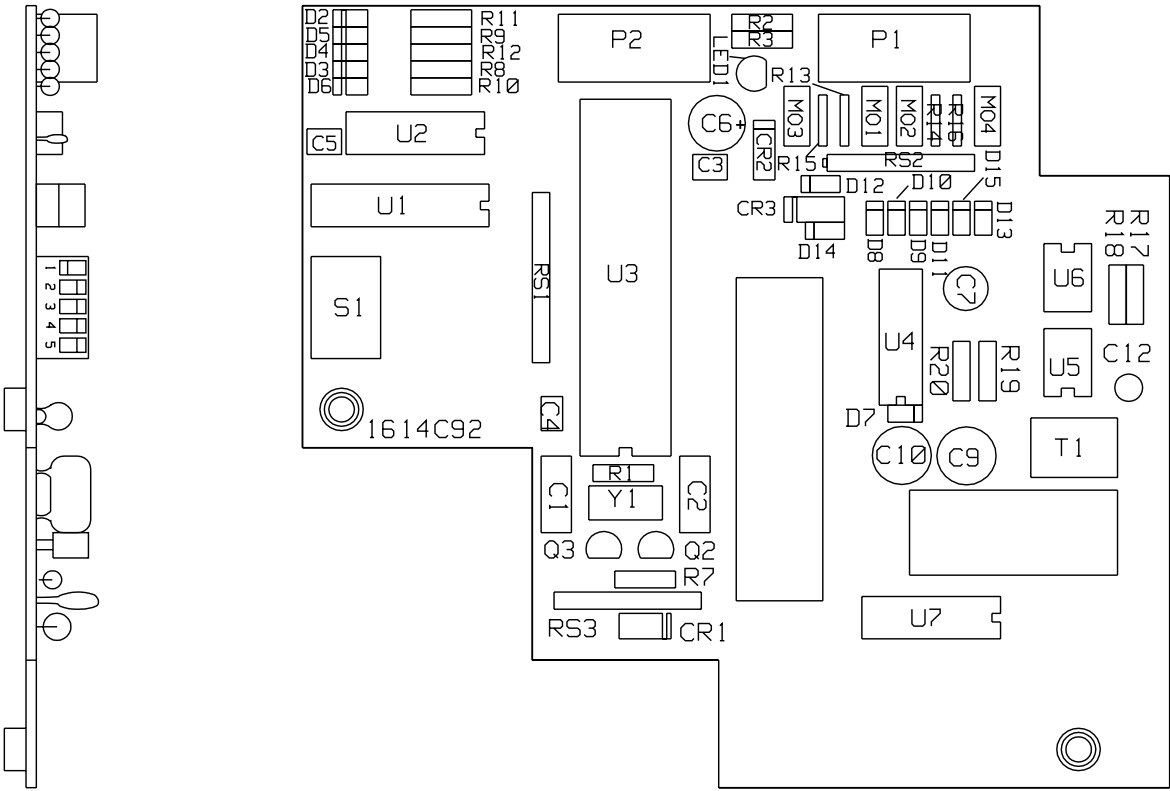 D2
R11
D5
R9
D4
R12
D3
R8
D6
R10
P2
R2
R3
P1
LED1
R13
C5
U2
C6+
MO3
MO1
MO2
R14
R16
MO4
CR2
C3
R15
RS2
D15
D12
D10
U1
CR3
D14
D8
D9
D11
D13
R18
R17
1
2
3
4
5
S1
RS1
U3
C7
U6
U4
R20
R19
U5
C12
D7
C4
1614C92
C10
C9
T1
R1
C1
Y1
C2
Q3
Q2
R7
RS3
CR1
U7